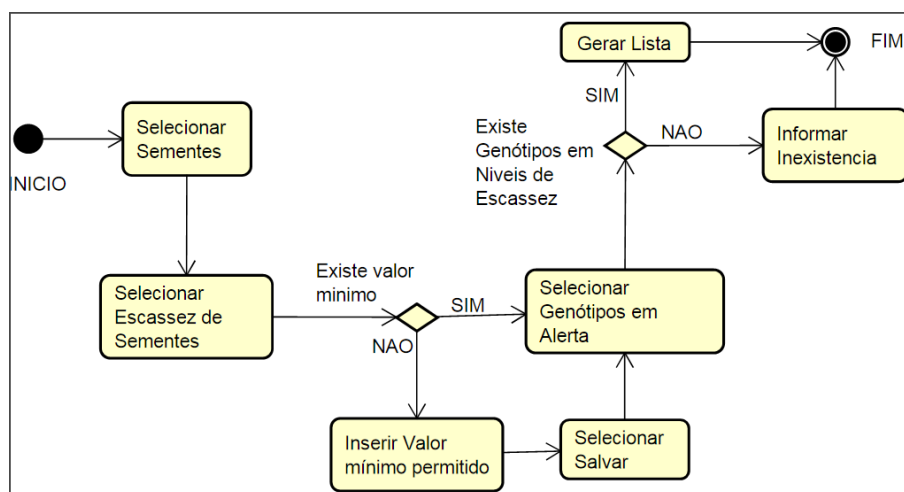 INICIO
Selecionar
Sementes
Selecionar
Escassez de
Sementes
Existe valor
minimo
SIM
NAO
Inserir Valor
mínimo permitido
Selecionar
Salvar
Selecionar
Genótipos em
Alerta
Existe
Genótipos em
Niveis de
Escassez
SIM
NAO
Gerar Lista
Informar
Inexistencia
FIM